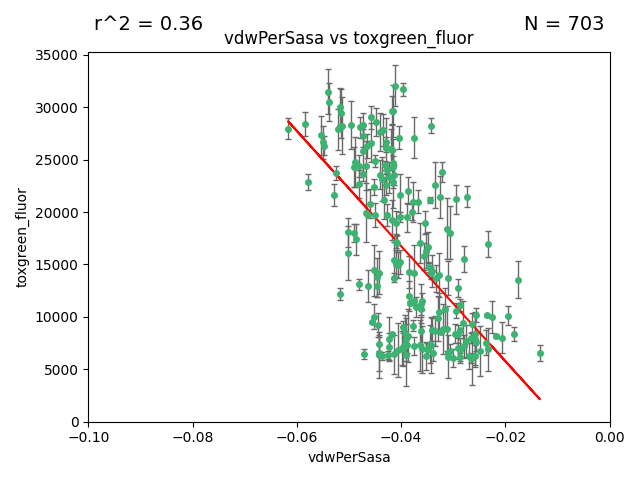 r^2 = 0.36
N = 703
vdwPerSasa vs toxgreen_fluor
35000
30000
25000
20000
15000
10000
5000
0
toxgreen_fluor
−0.10
−0.08
−0.06
−0.04
−0.02
0.00
vdwPerSasa